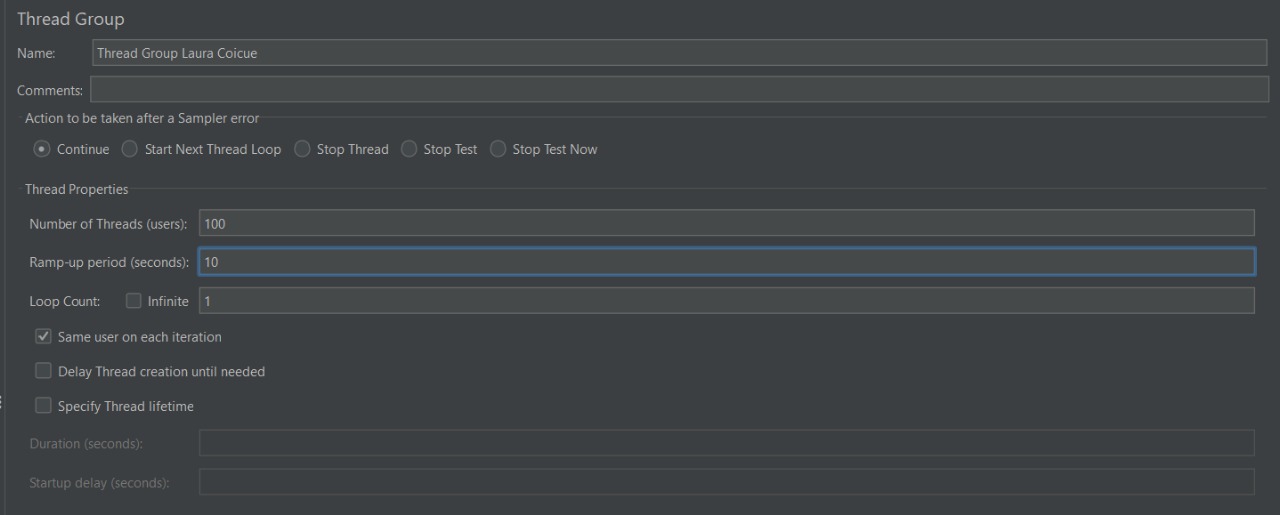 Thread Group
Name: Thread Group Laura Coicue
Comments:
Action to be taken after a Sampler error
Continue Start Next Thread Loop Stop Thread Stop Test Stop Test Now
Thread Properties
Number of Threads (users): 100
Ramp-up period (seconds): 10
Loop Count: Infinite 1
Same user on each iteration
Delay Thread creation until needed
Specify Thread lifetime
Duration (seconds):
Startup delay (seconds):